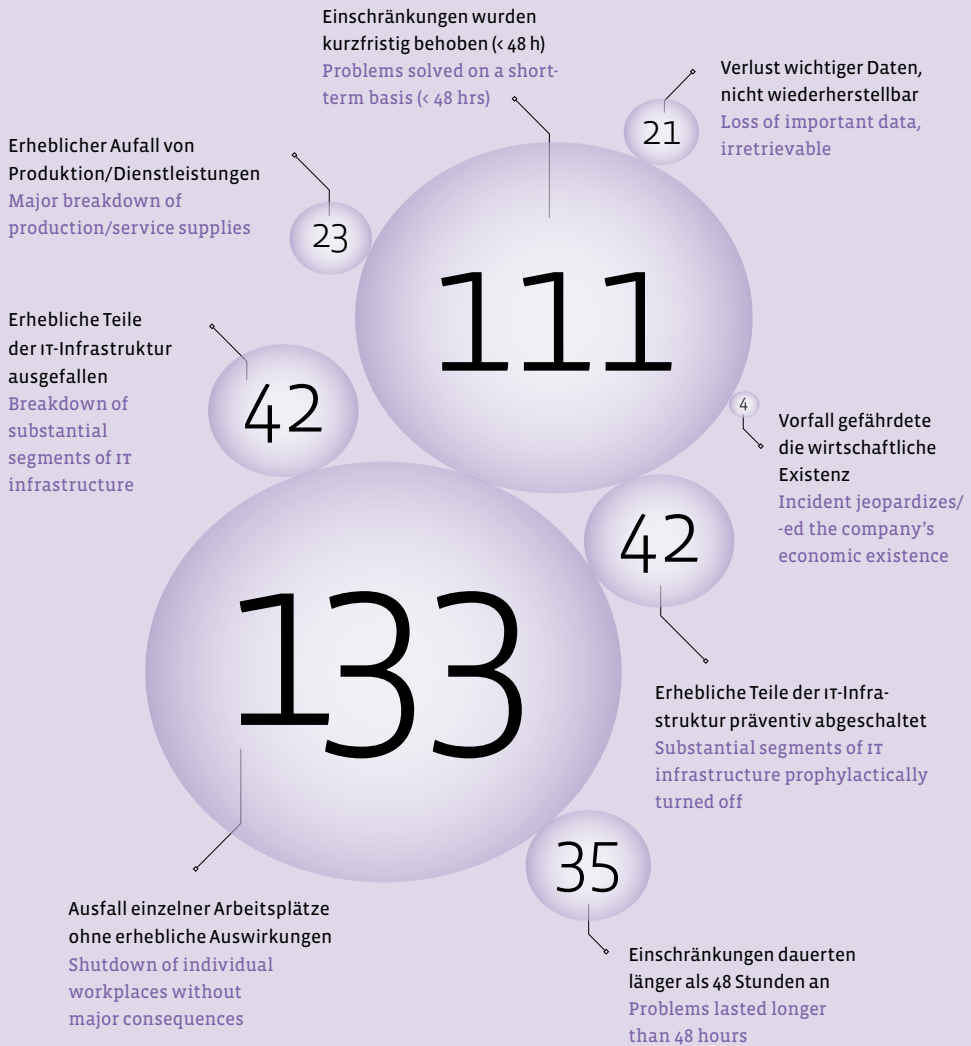 Einschränkungen wurden
kurzfristig behoben (< 48 h)
Problems solved on a short-
term basis (< 48 hrs)
Verlust wichtiger Daten,
nicht wiederherstellbar
Loss of important data,
irretrievable
21
Erheblicher Aufall von
Produktion/Dienstleistungen
Major breakdown of
production/service supplies
23
111
Erhebliche Teile
der IT-Infrastruktur
ausgefallen
Breakdown of
substantial
segments of IT
infrastructure
42
4
Vorfall gefährdete
die wirtschaftliche
Existenz
Incident jeopardizes/
-ed the company’s
economic existence
42
Erhebliche Teile der IT-Infra-
struktur präventiv abgeschaltet
Substantial segments of IT
infrastructure prophylactically
turned off
133
Ausfall einzelner Arbeitsplätze
ohne erhebliche Auswirkungen
Shutdown of individual
workplaces without
major consequences
35
Einschränkungen dauerten
länger als 48 Stunden an
Problems lasted longer
than 48 hours